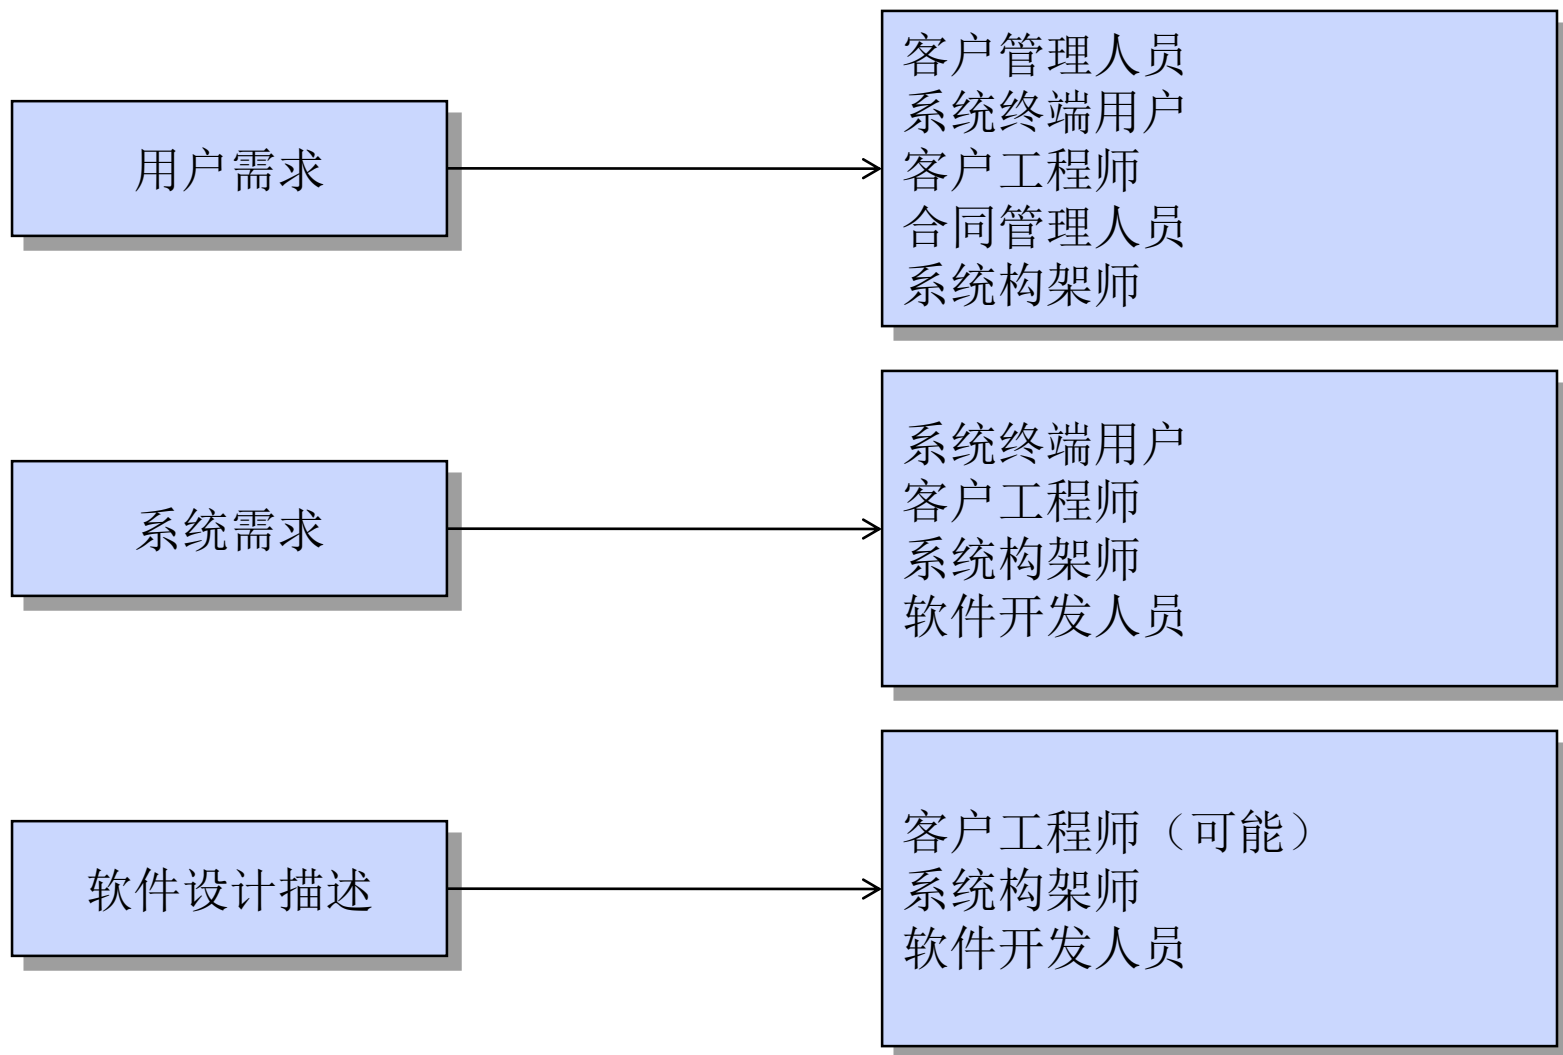 用户需求
客户管理人员
系统终端用户
客户工程师
合同管理人员
系统构架师
系统需求
系统终端用户
客户工程师
系统构架师
软件开发人员
软件设计描述
客户工程师（可能）
系统构架师
软件开发人员